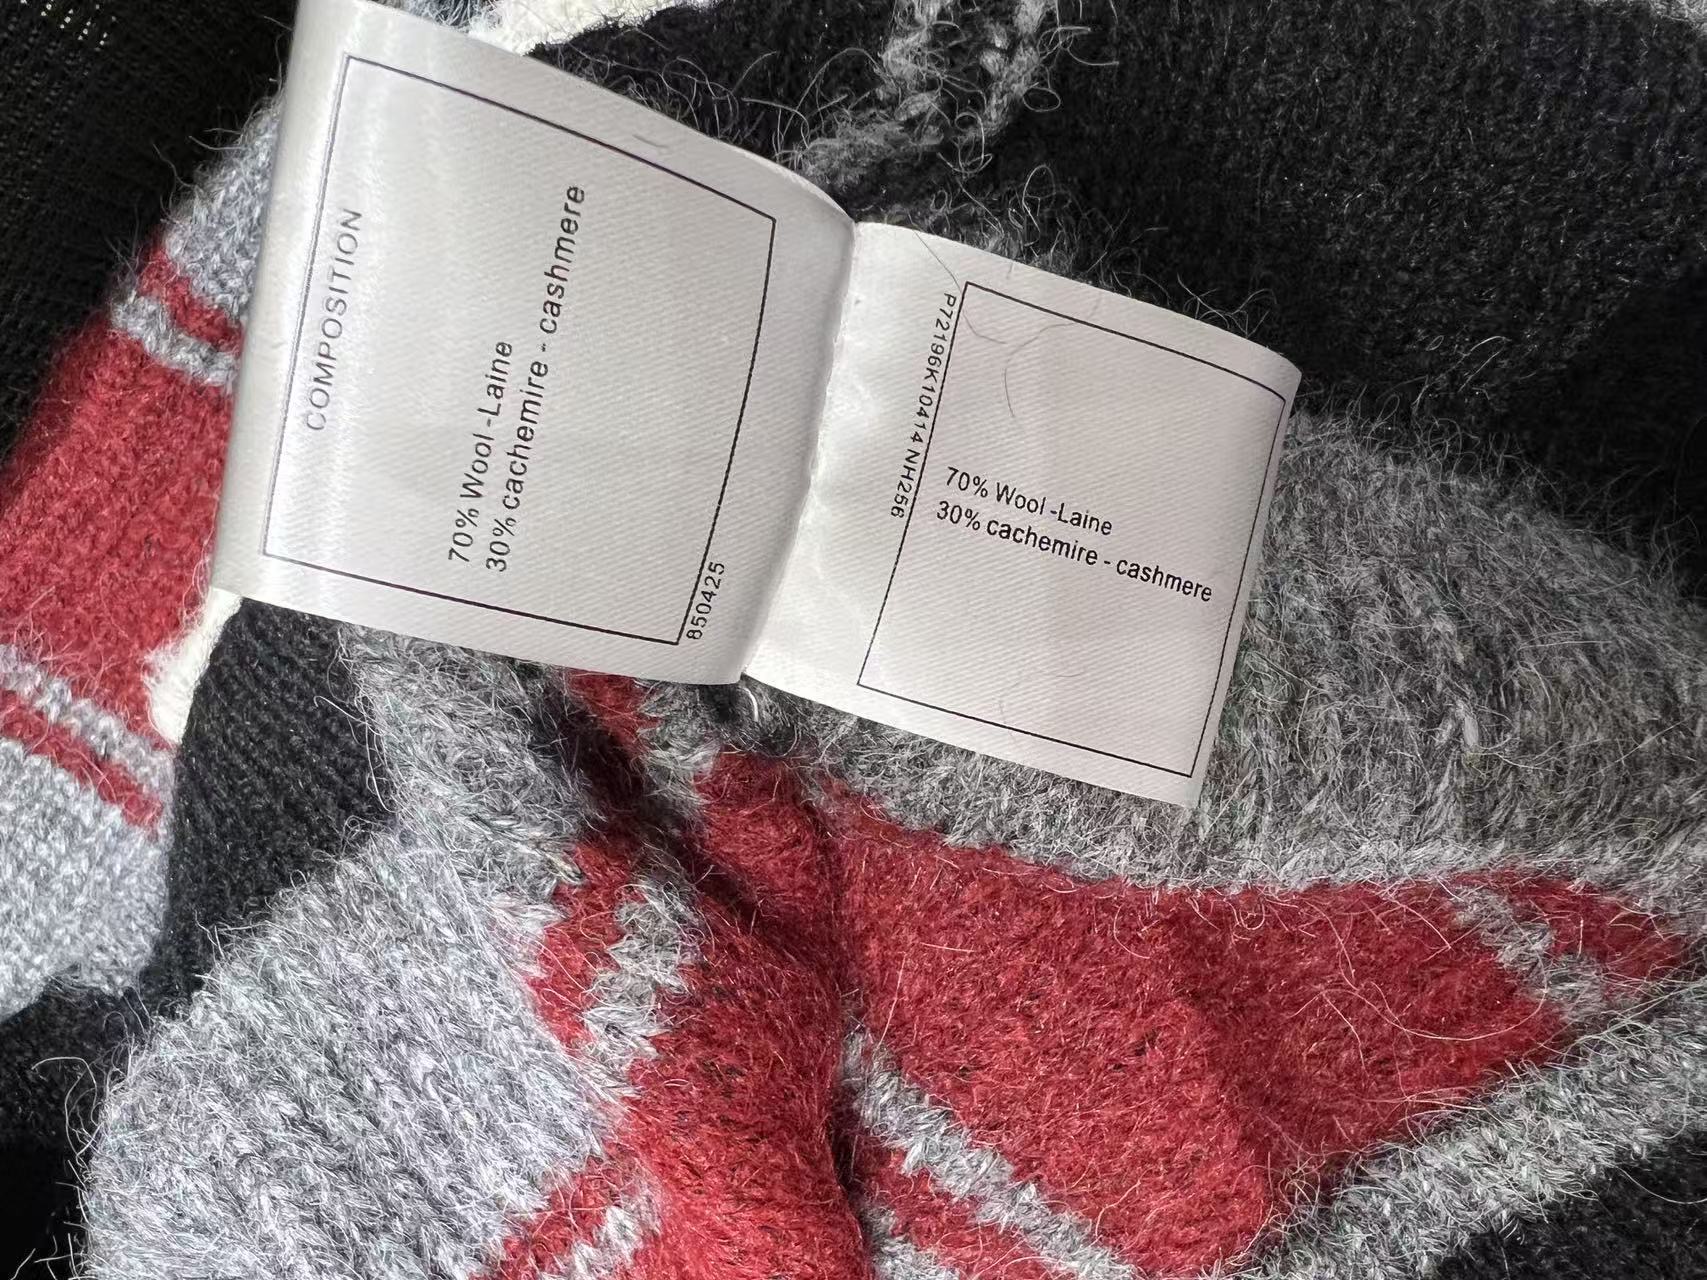 COMPOSITION
70% Wool -Laine
30% cachemire - cashmere
850425
P72196K10414 NH256
70% Wool -Laine
30% cachemire - cashmere